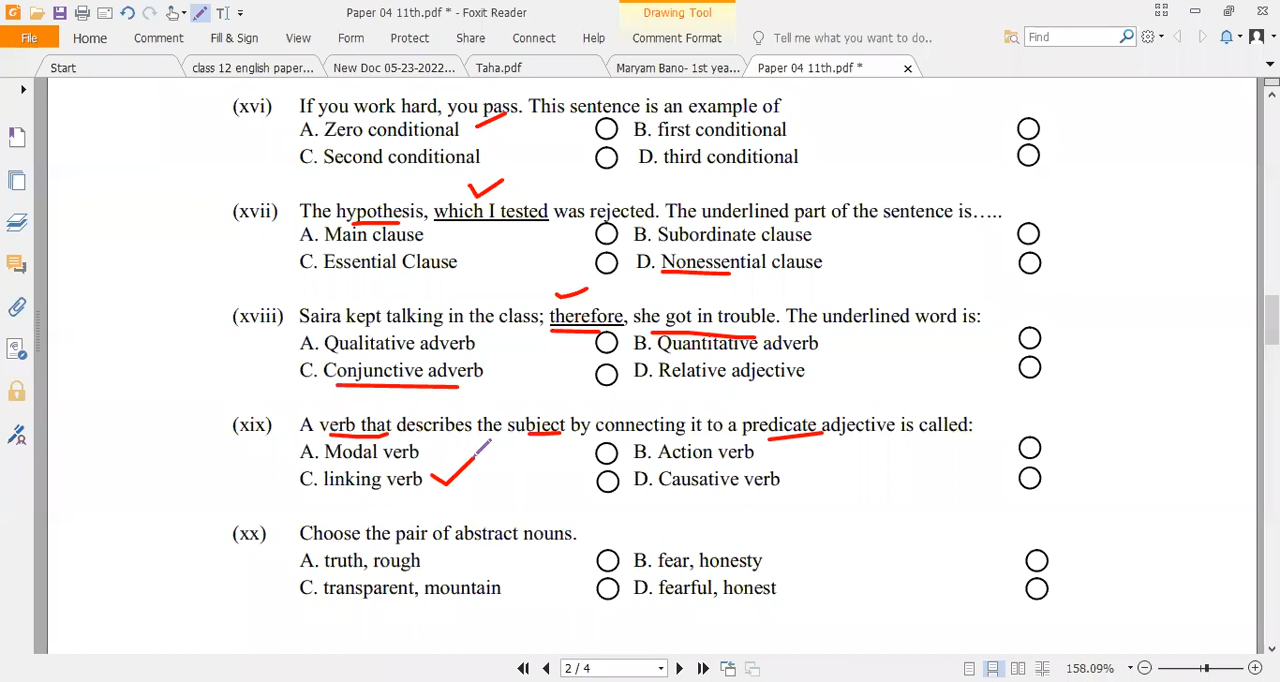 Paper 04 11th.pdf * - Foxit Reader
Drawing Tool
File Home Comment Fill & Sign View Form Protect Share Connect Help Comment Format Tell me what you want to do.. Find
Start class 12 english paper... New Doc 05-23-2022... Taha.pdf Maryam Bano- 1st yea... Paper 04 11th.pdf *
(xvi) If you work hard, you pass. This sentence is an example of
A. Zero conditional B. first conditional
C. Second conditional D. third conditional
(xvii) The hypothesis, which I tested was rejected. The underlined part of the sentence is…..
A. Main clause B. Subordinate clause
C. Essential Clause D. Nonessential clause
(xviii) Saira kept talking in the class; therefore, she got in trouble. The underlined word is:
A. Qualitative adverb B. Quantitative adverb
C. Conjunctive adverb D. Relative adjective
(xix) A verb that describes the subject by connecting it to a predicate adjective is called:
A. Modal verb B. Action verb
C. linking verb D. Causative verb
(xx) Choose the pair of abstract nouns.
A. truth, rough B. fear, honesty
C. transparent, mountain D. fearful, honest
2 / 4 158.09%